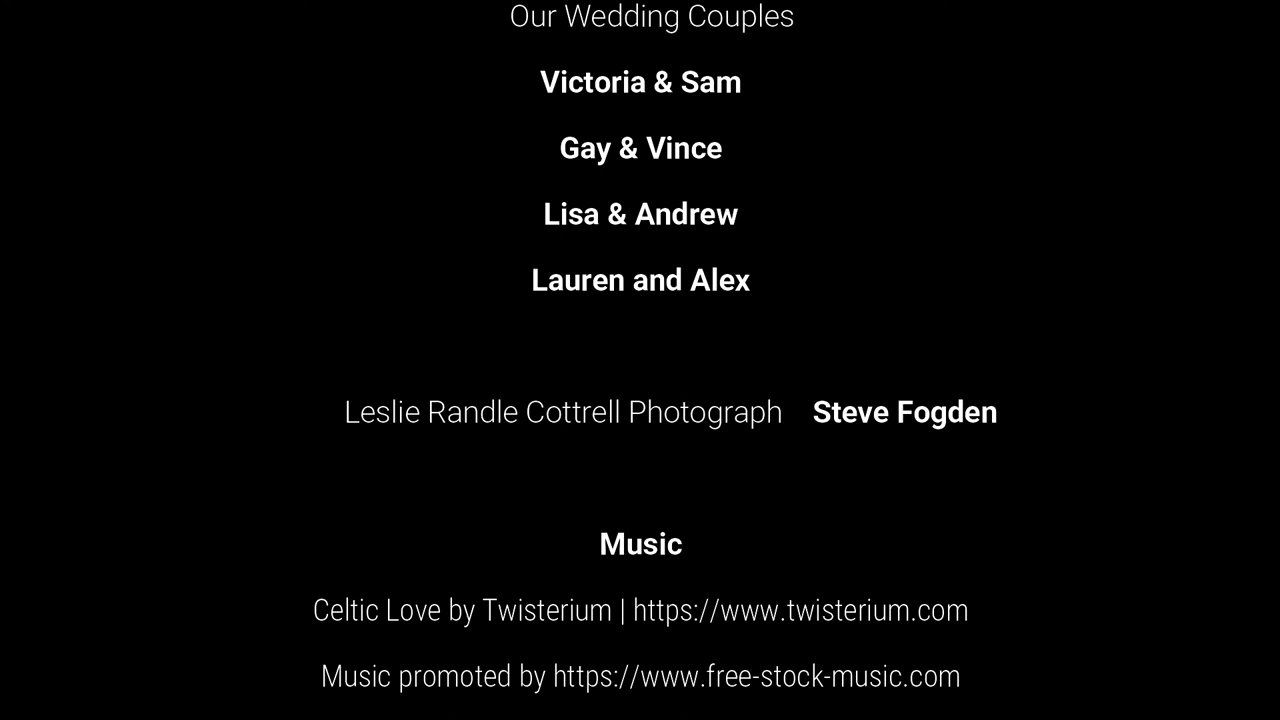 Our Wedding Couples
Victoria & Sam
Gay & Vince
Lisa & Andrew
Lauren and Alex
Leslie Randle Cottrell Photograph Steve Fogden
Music
Celtic Love by Twisterium | https://www.twisterium.com
Music promoted by https://www.free-stock-music.com